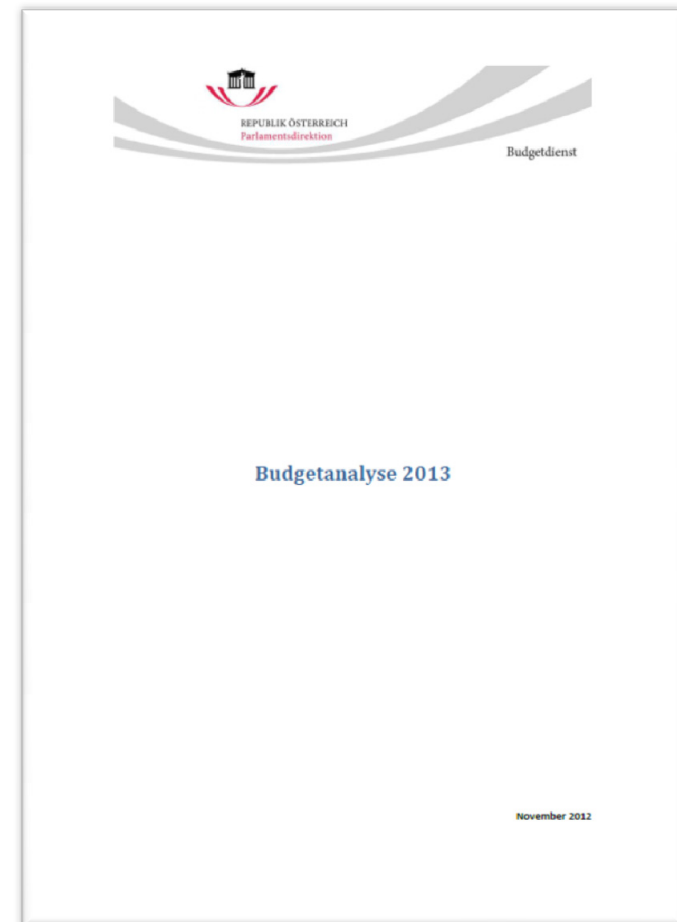 REPUBLIK ÖSTERREICH
Parlamentsdirektion
Budgetdienst
Budgetanalyse 2013
November 2012